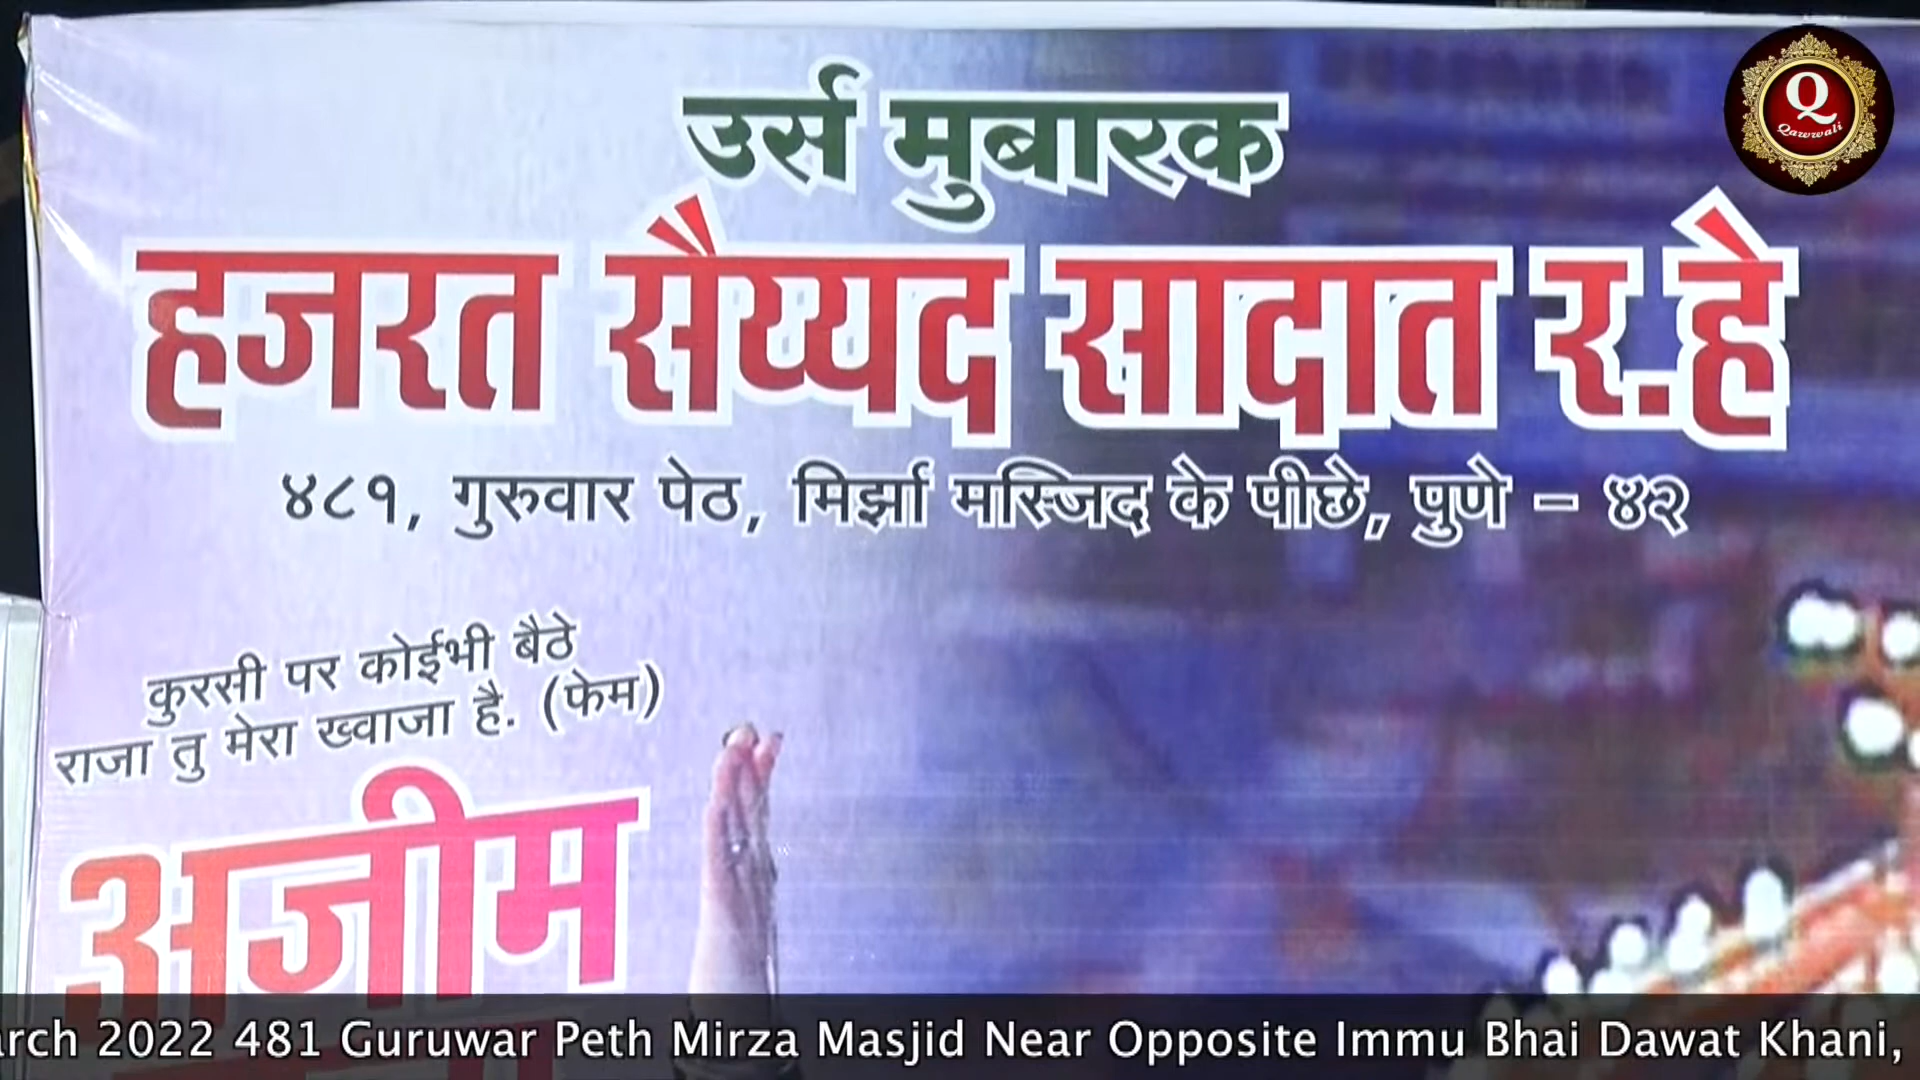 उर्स मुबारक
Q
Qawwali
हजरत सैय्यद सादात र.हे
४८१, गुरुवार पेठ, मिर्झा मस्जिद के पीछे, पुणे – ४२
कुरसी पर कोईभी बैठे
राजा तु मेरा ख्वाजा है. (फेम)
अजीम
arch 2022 481 Guruwar Peth Mirza Masjid Near Opposite Immu Bhai Dawat Khani,